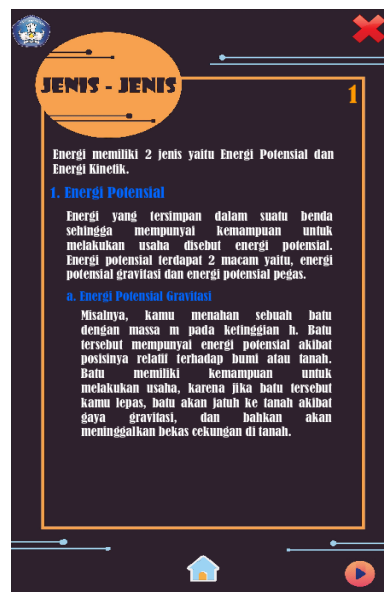 JENIS - JENIS
1
Energi memiliki 2 jenis yaitu Energi Potensial dan
Energi Kinetik.
1. Energi Potensial
Energi yang tersimpan dalam suatu benda
sehingga mempunyai kemampuan untuk
melakukan usaha disebut energi potensial.
Energi potensial terdapat 2 macam yaitu, energi
potensial gravitasi dan energi potensial pegas.
a. Energi Potensial Gravitasi
Misalnya, kamu menahan sebuah batu
dengan massa m pada ketinggian h. Batu
tersebut mempunyai energi potensial akibat
posisinya relatif terhadap bumi atau tanah.
Batu memiliki kemampuan untuk
melakukan usaha, karena jika batu tersebut
kamu lepas, batu akan jatuh ke tanah akibat
gaya gravitasi, dan bahkan akan
meninggalkan bekas cekungan di tanah.